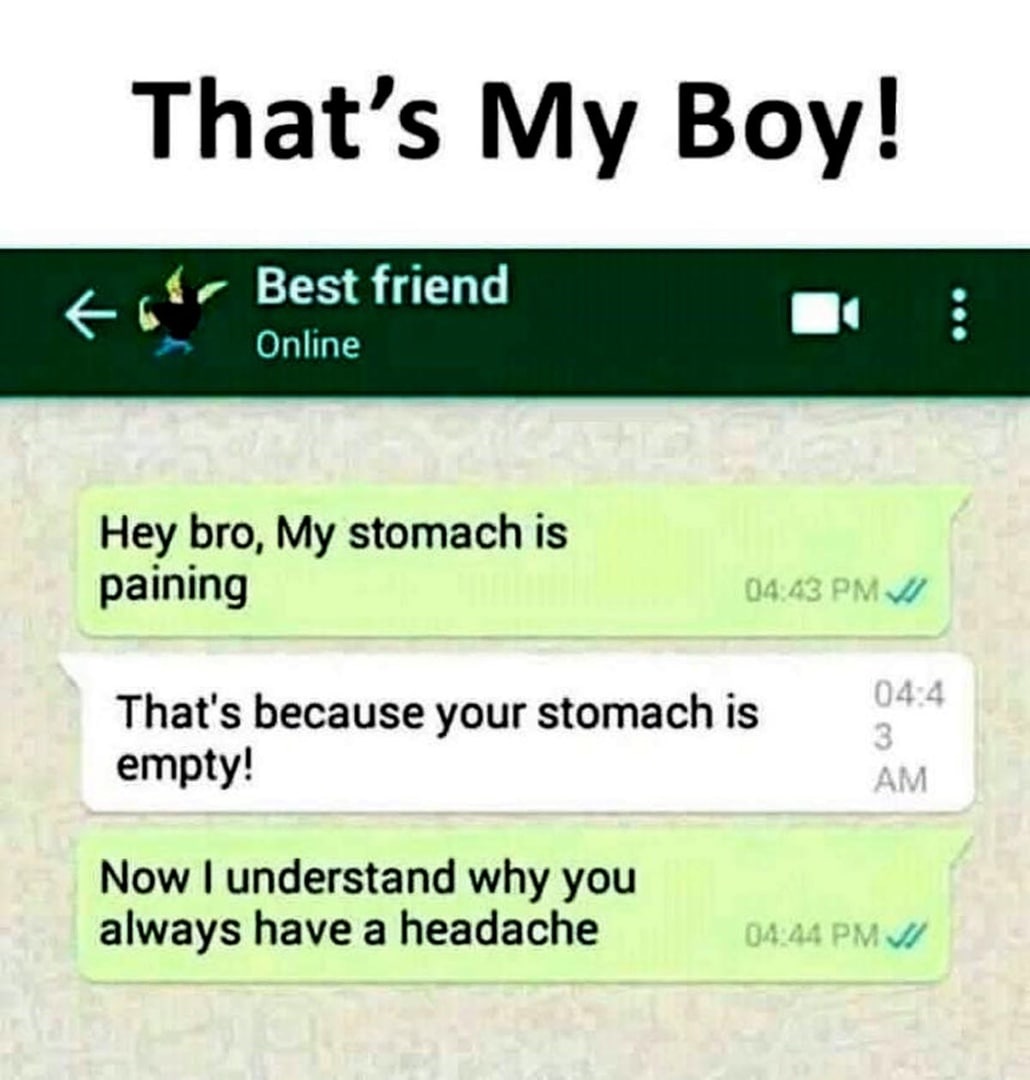 That’s My Boy!
Best friend
Online
Hey bro, My stomach is
paining
04:43 PM
That's because your stomach is
empty!
04:4
3
AM
Now I understand why you
always have a headache
04:44 PM